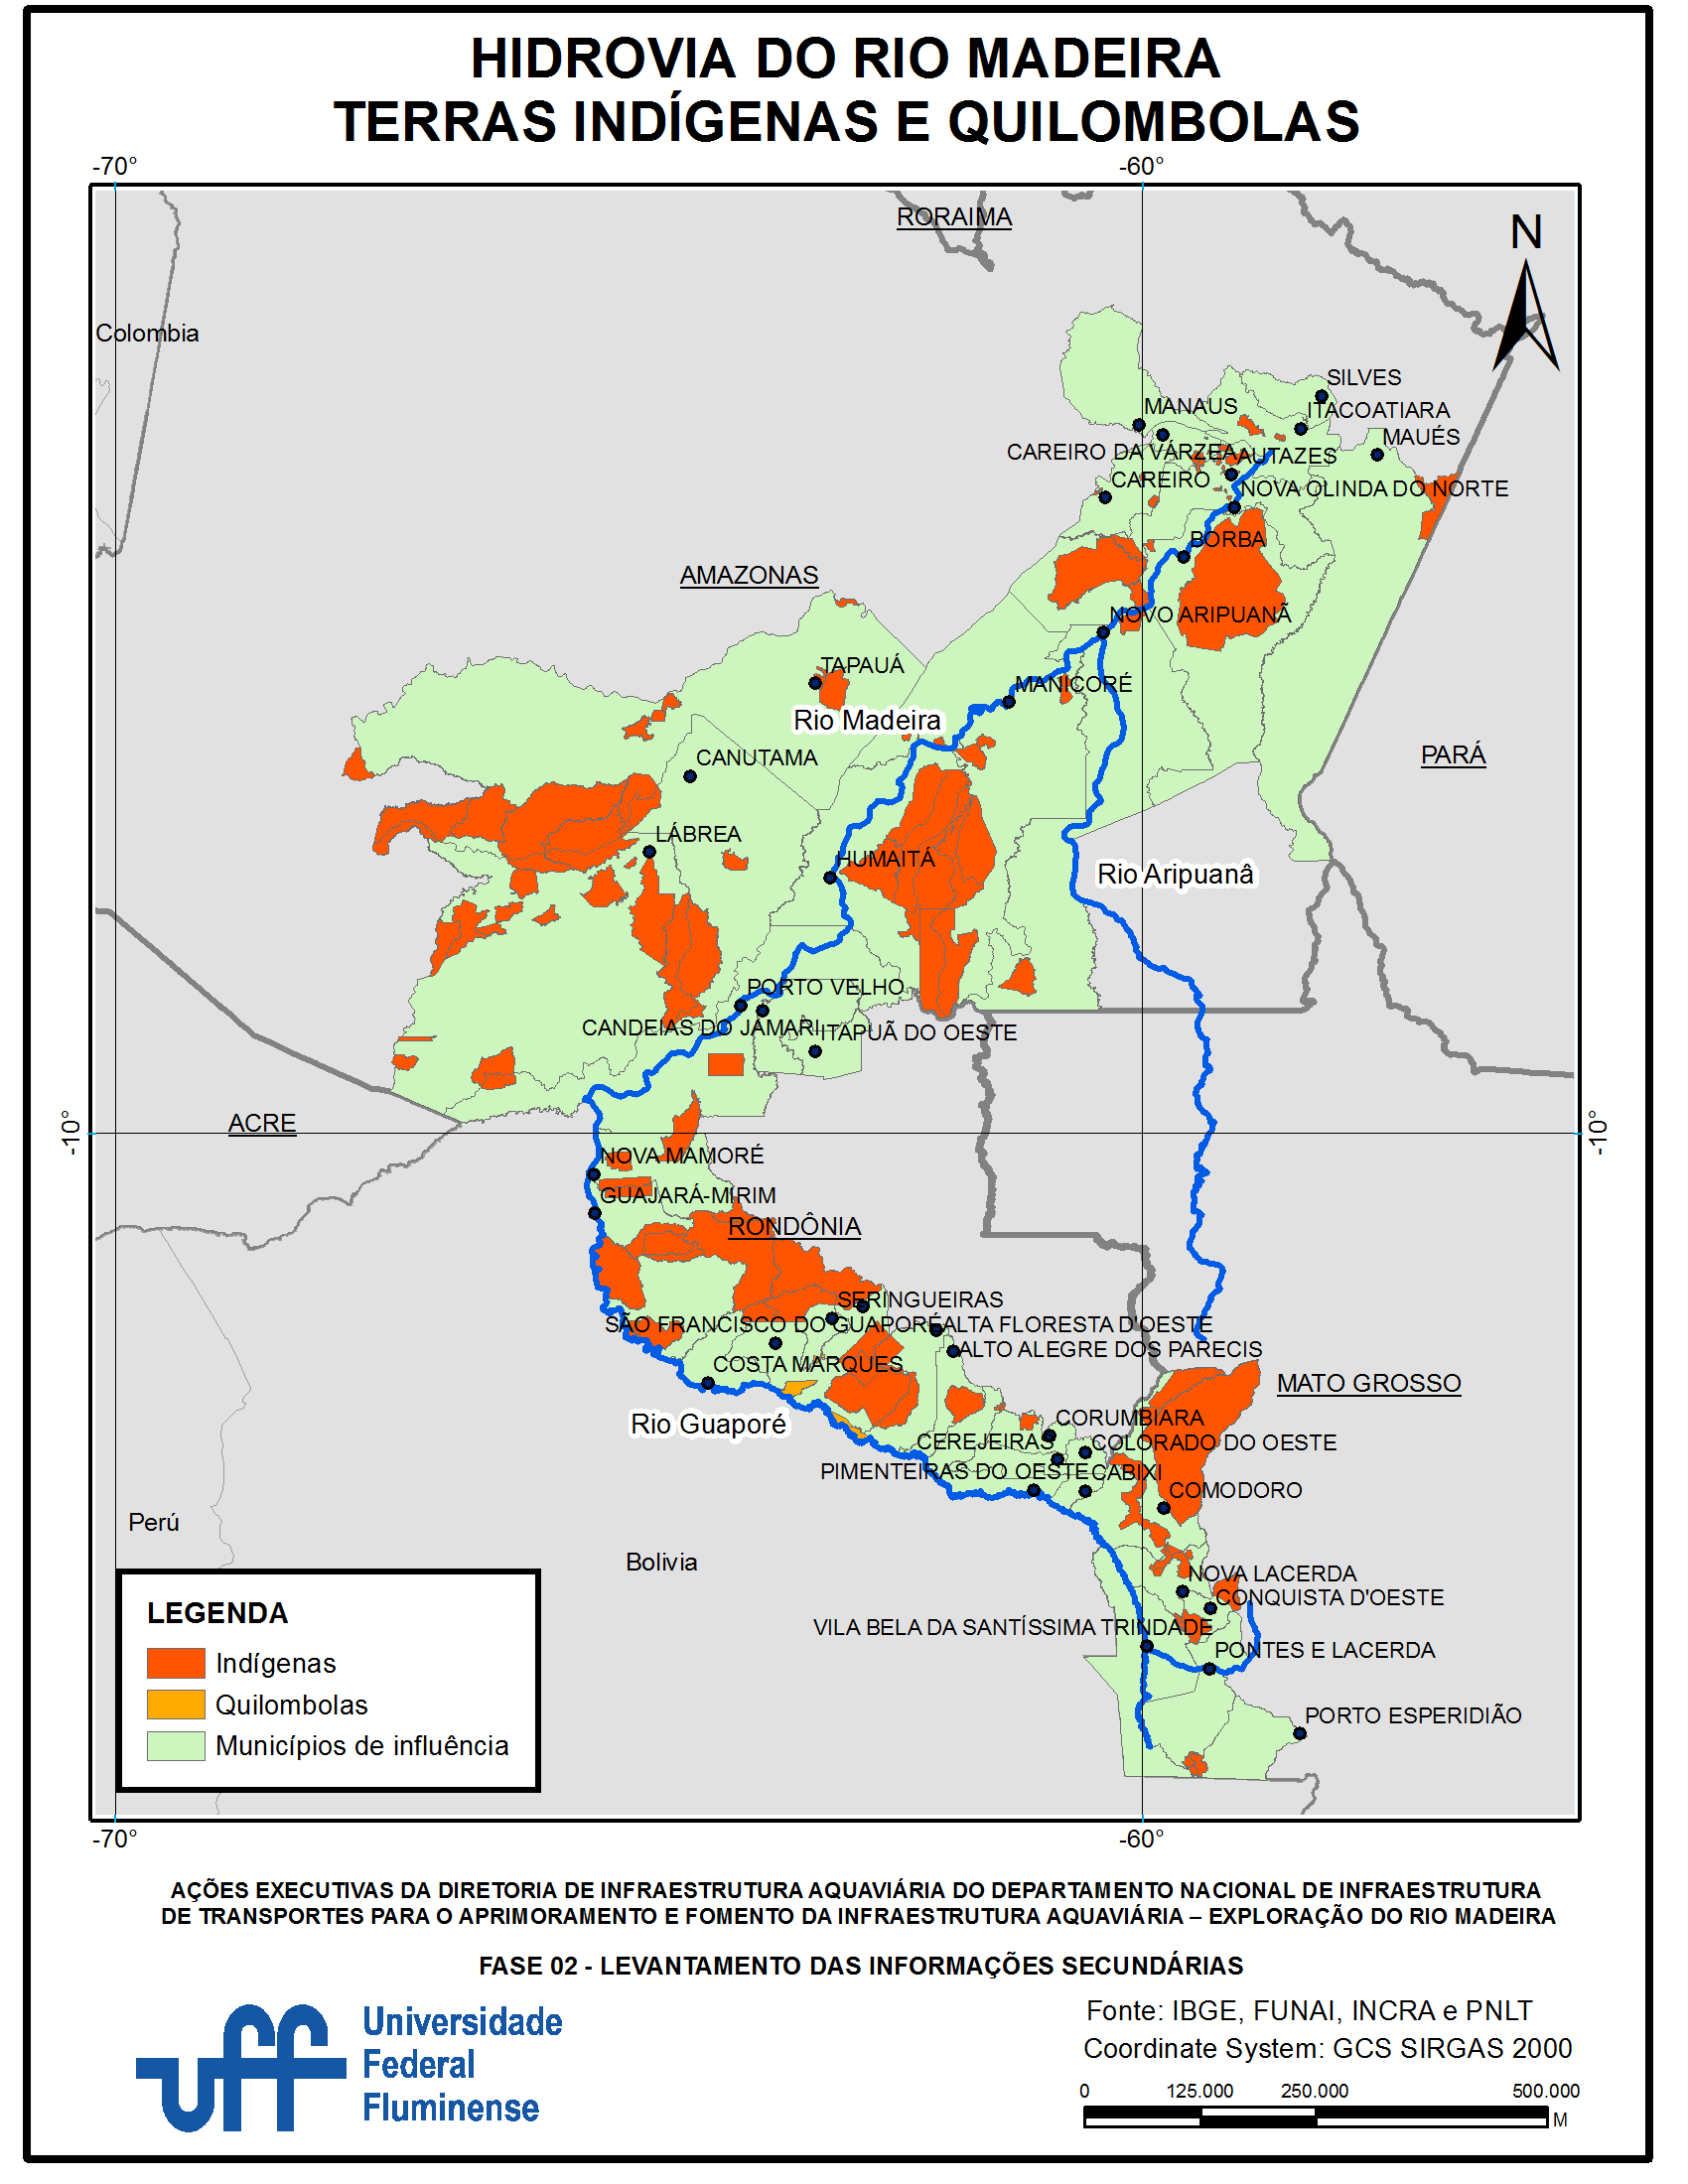 HIDROVIA DO RIO MADEIRA
TERRAS INDÍGENAS E QUILOMBOLAS
-70°
-60°
RORAIMA
N
Colombia
SILVES
MANAUS
ITACOATIARA
MAUÉS
CAREIRO DA VÁRZEA
AUTAZES
CAREIRO
NOVA OLINDA DO NORTE
BORBA
AMAZONAS
NOVO ARIPUANÃ
TAPAUÁ
MANICORÉ
Rio Madeira
CANUTAMA
PARÁ
LÁBREA
HUMAITÁ
Rio Aripuanâ
PORTO VELHO
CANDEIAS DO JAMARI
ITAPUÃ DO OESTE
-10°
ACRE
-10°
NOVA MAMORÉ
GUAJARÁ-MIRIM
RONDÔNIA
SERINGUEIRAS
SÃO FRANCISCO DO GUAPORÉ
ALTA FLORESTA D'OESTE
ALTO ALEGRE DOS PARECIS
COSTA MARQUES
MATO GROSSO
Rio Guaporé
CORUMBIARA
CEREJEIRAS
COLORADO DO OESTE
PIMENTEIRAS DO OESTE
CABIXI
COMODORO
Perú
Bolivia
NOVA LACERDA
CONQUISTA D'OESTE
VILA BELA DA SANTÍSSIMA TRINDADE
PONTES E LACERDA
PORTO ESPERIDIÃO
LEGENDA
Indígenas
Quilombolas
Municípios de influência
-70°
-60°
AÇÕES EXECUTIVAS DA DIRETORIA DE INFRAESTRUTURA AQUAVIÁRIA DO DEPARTAMENTO NACIONAL DE INFRAESTRUTURA
DE TRANSPORTES PARA O APRIMORAMENTO E FOMENTO DA INFRAESTRUTURA AQUAVIÁRIA – EXPLORAÇÃO DO RIO MADEIRA
FASE 02 - LEVANTAMENTO DAS INFORMAÇÕES SECUNDÁRIAS
uff
Universidade
Federal
Fluminense
Fonte: IBGE, FUNAI, INCRA e PNLT
Coordinate System: GCS SIRGAS 2000
0 125.000 250.000 500.000
M